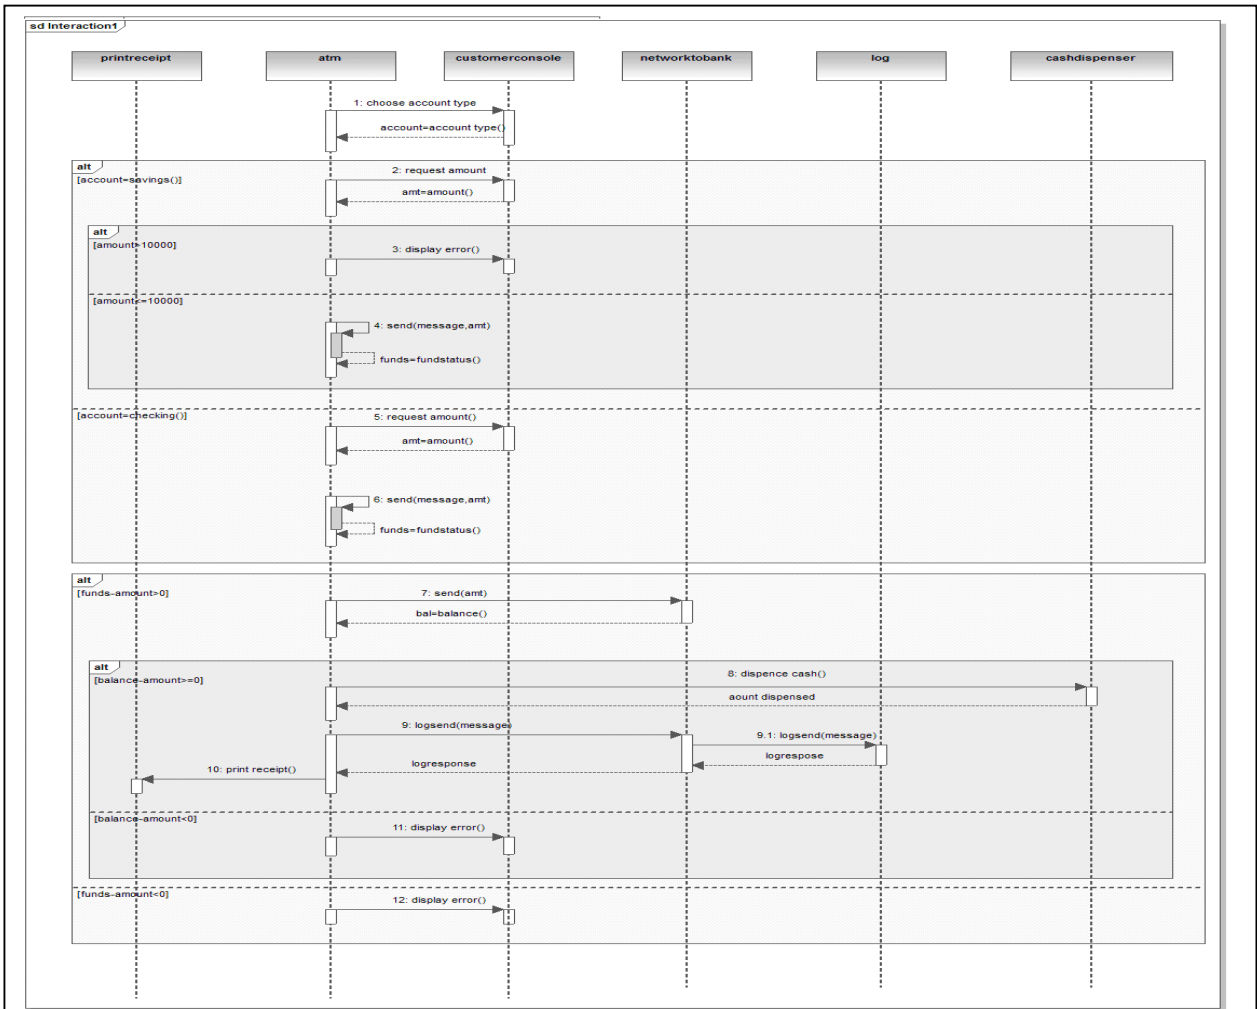 sd Interaction1
printreceipt
atm
customerconsole
networktobank
log
cashdispenser
1: choose account type
account=account type()
alt
[account=savings()]
2: request amount
amt=amount()
alt
[amount>10000]
3: display error()
[amount<=10000]
4: send(message,amt)
funds=fundstatus()
[account=checking()]
5: request amount()
amt=amount()
6: send(message,amt)
funds=fundstatus()
alt
[funds-amount>0]
7: send(amt)
bal=balance()
alt
[balance-amount>=0]
8: dispence cash()
aount dispensed
9: logsend(message)
9.1: logsend(message)
logrespose
logresponse
10: print receipt()
[balance-amount<0]
11: display error()
[funds-amount<0]
12: display error()